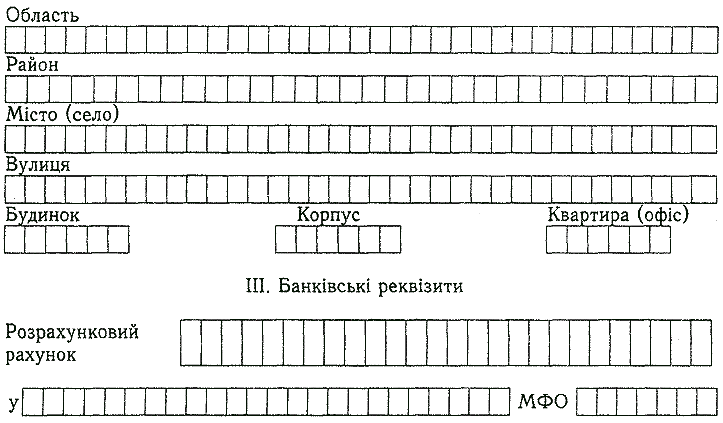 Область
Район
Місто (село)
Вулиця
Будинок Корпус Квартира (офіс)
III. Банківські реквізити
Розрахунковий
рахунок
у МФО